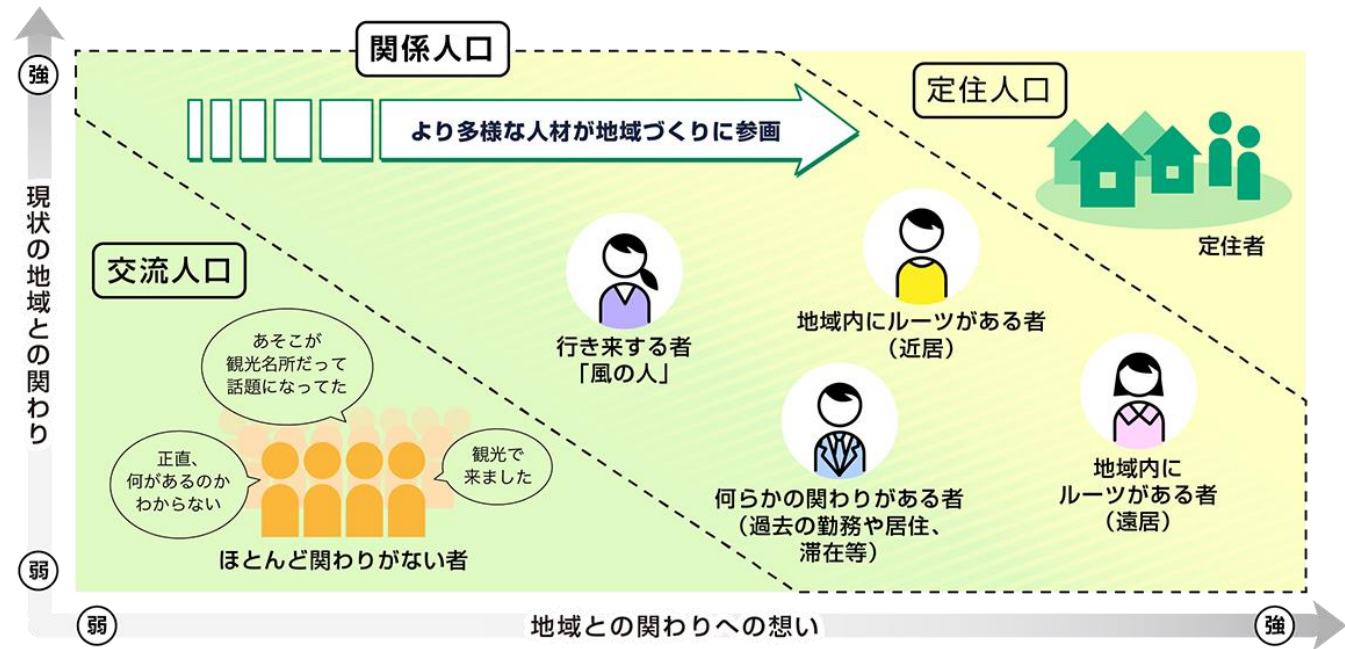 関係人口
強
より多様な人材が地域づくりに参画
定住人口
定住者
現状の地域との関わり
交流人口
あそこが
観光名所だって
話題になってた
正直、
何があるのか
わからない
観光で
来ました
ほとんど関わりがない者
行き来する者
「風の人」
地域内にルーツがある者
（近居）
何らかの関わりがある者
（過去の勤務や居住、
滞在等）
地域内に
ルーツがある者
（遠居）
弱
弱
地域との関わりへの想い
強